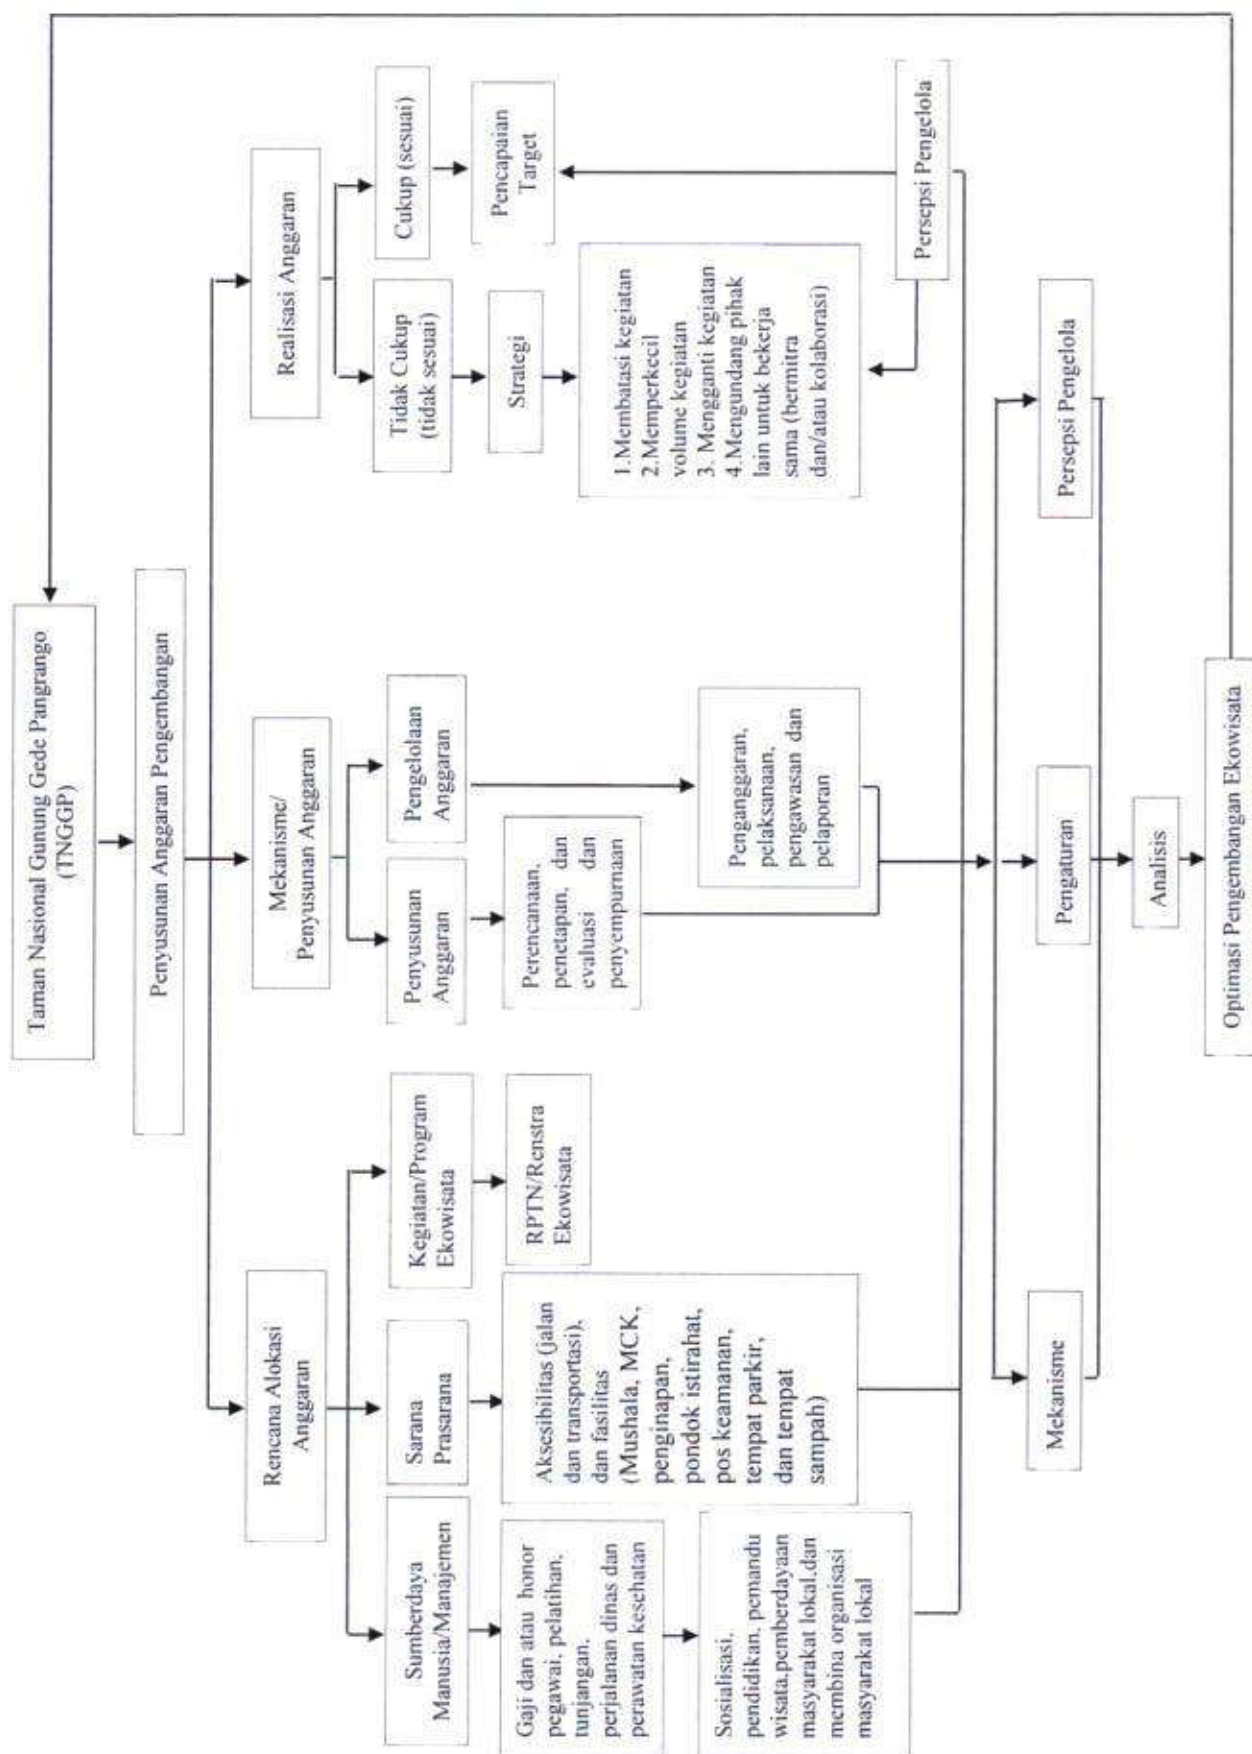 Taman Nasional Gunung Gede Pangrango
(TNGGP)
Penyusunan Anggaran Pengembangan
Rencana Alokasi
Anggaran
Mekanisme/
Penyusunan Anggaran
Realisasi Anggaran
Sumberdaya
Manusia/Manajemen
Sarana
Prasarana
Kegiatan/Program
Ekowisata
Penyusunan
Anggaran
Pengelolaan
Anggaran
Tidak Cukup
(tidak sesuai)
Cukup (sesuai)
Gaji dan atau honor
pegawai, pelatihan,
tunjangan,
perjalanan dinas dan
perawatan kesehatan
Aksesibilitas (jalan
dan transportasi),
dan fasilitas
(Mushala, MCK,
penginapan,
pondok istirahat,
pos keamanan,
tempat parkir,
dan tempat
sampah)
RPTN/Renstra
Ekowisata
Perencanaan,
penetapan, dan
evaluasi dan
penyempurnaan
Strategi
Pencapaian
Target
Sosialisasi,
pendidikan, pemandu
wisata,pemberdayaan
masyarakat lokal,dan
membina organisasi
masyarakat lokal
Penganggaran,
pelaksanaan,
pengawasan dan
pelaporan
1.Membatasi kegiatan
2.Memperkecil
volume kegiatan
3. Mengganti kegiatan
4.Mengundang pihak
lain untuk bekerja
sama (bermitra
dan/atau kolaborasi)
Persepsi Pengelola
Mekanisme
Pengaturan
Persepsi Pengelola
Analisis
Optimasi Pengembangan Ekowisata